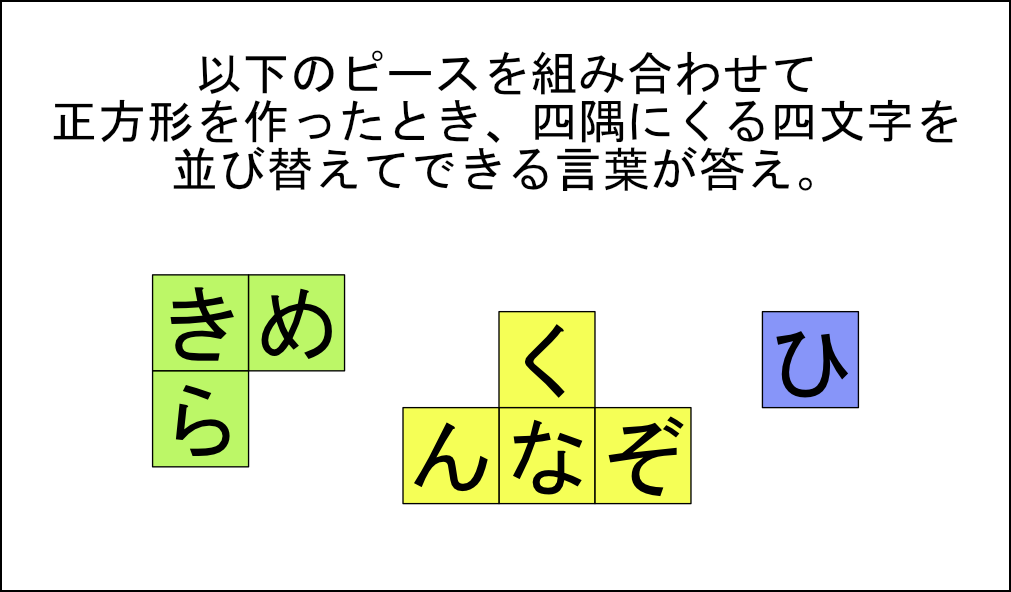 以下のピースを組み合わせて
正方形を作ったとき、四隅にくる四文字を
並び替えてできる言葉が答え。
きめ
ら
く
んなぞ
ひ